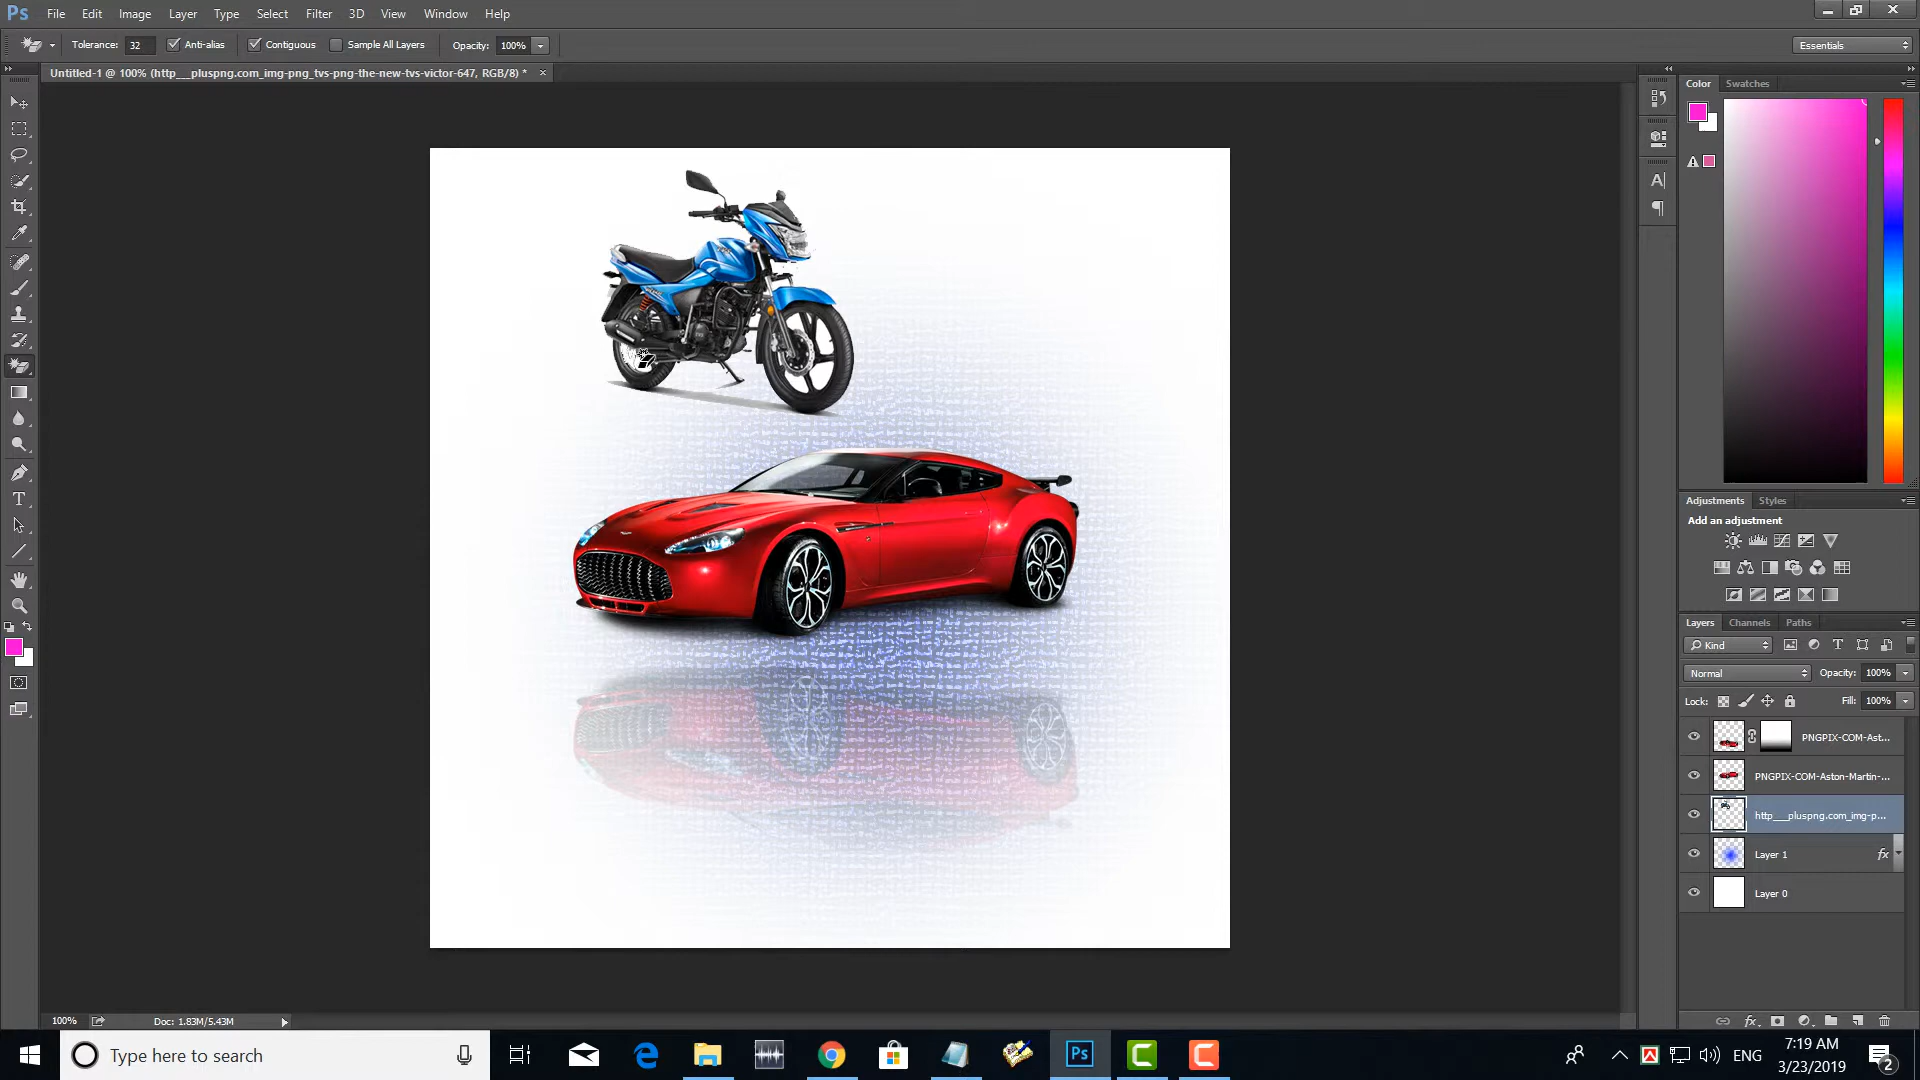 Ps File Edit Image Layer Type Select Filter 3D View Window Help
Tolerance: 32 Anti-alias Contiguous Sample All Layers Opacity: 100% Essentials
Untitled-1 @ 100% (http___pluspng.com_img-png_tvs-png-the-new-tvs-victor-647, RGB/8) * ×
Color Swatches
Adjustments Styles
Add an adjustment
Layers Channels Paths
Kind
Normal Opacity: 100%
Lock: Fill: 100%
PNGPIX-COM-Ast...
PNGPIX-COM-Aston-Martin-...
http___pluspng.com_img-p...
Layer 1 fx
Layer 0
100% Doc: 1.83M/5.43M
Type here to search
Ps
ENG
7:19 AM
3/23/2019
2